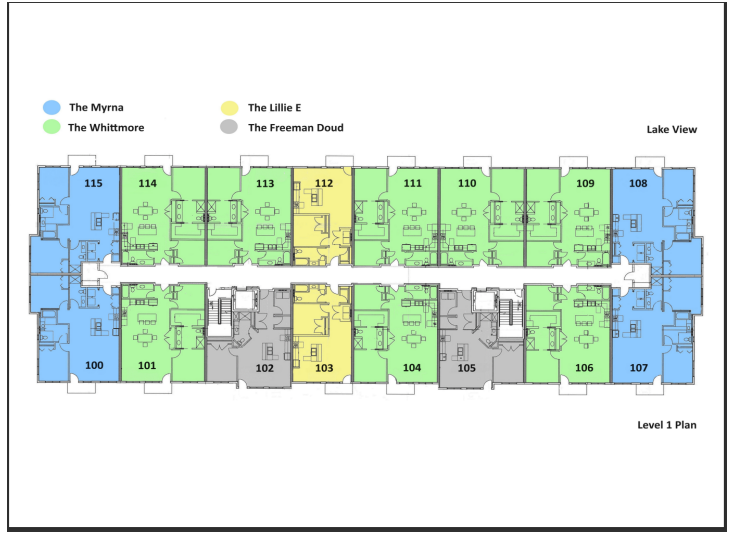 The Myrna
The Lillie E
The Whittmore
The Freeman Doud
Lake View
115
114
113
112
111
110
109
108
100
101
102
103
104
105
106
107
Level 1 Plan